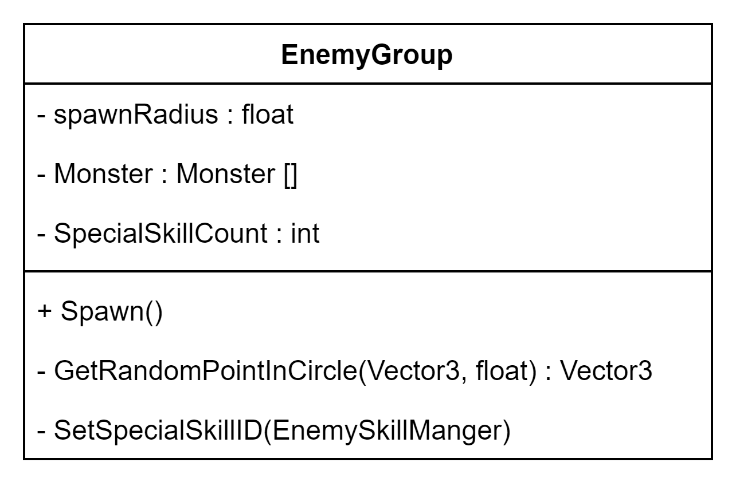 EnemyGroup
- spawnRadius : float
- Monster : Monster []
- SpecialSkillCount : int
+ Spawn()
- GetRandomPointInCircle(Vector3, float) : Vector3
- SetSpecialSkillID(EnemySkillManger)